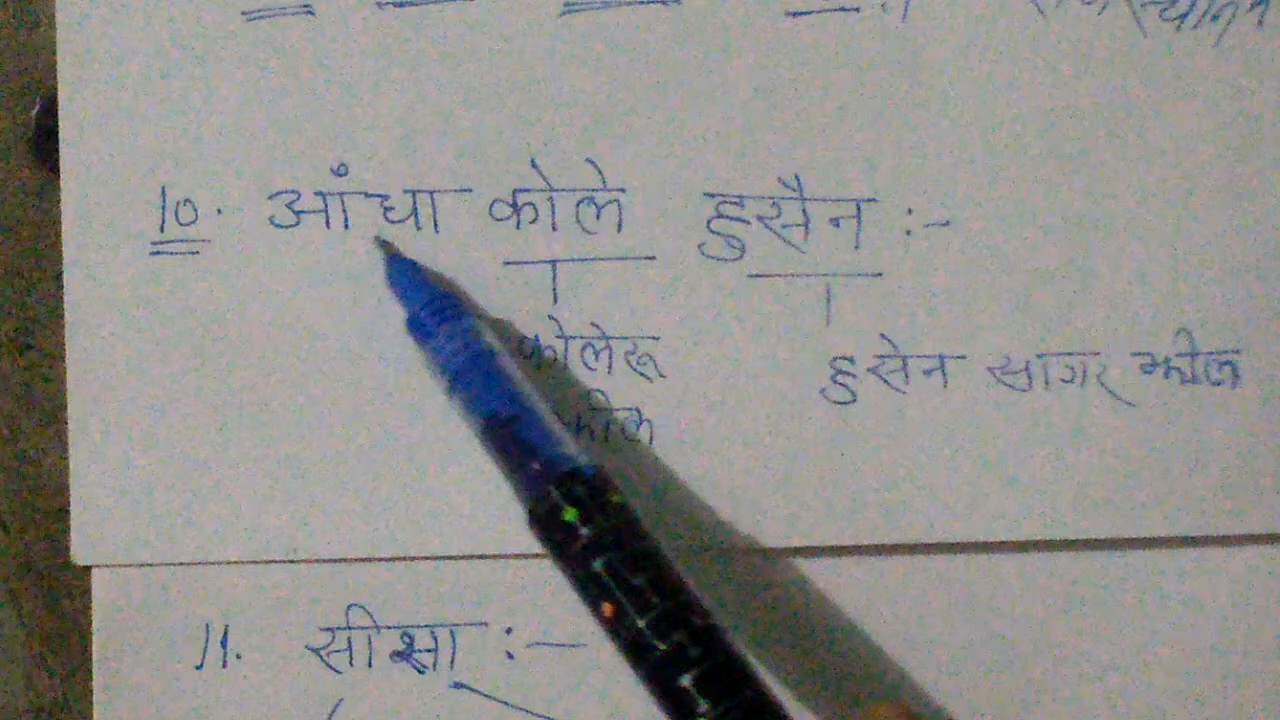 10. आंधा कोले हुसैन :-
कोलेरू हुसेन सागर झील
झील
11. सीसा :-